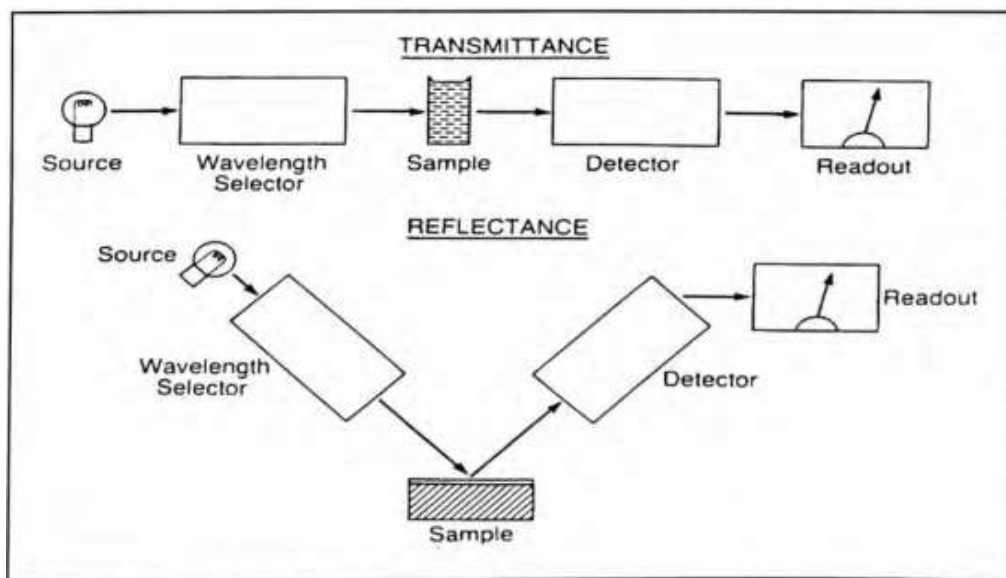 TRANSMITTANCE
Source
Wavelength
Selector
Sample
Detector
Readout
REFLECTANCE
Source
Wavelength
Selector
Sample
Detector
Readout